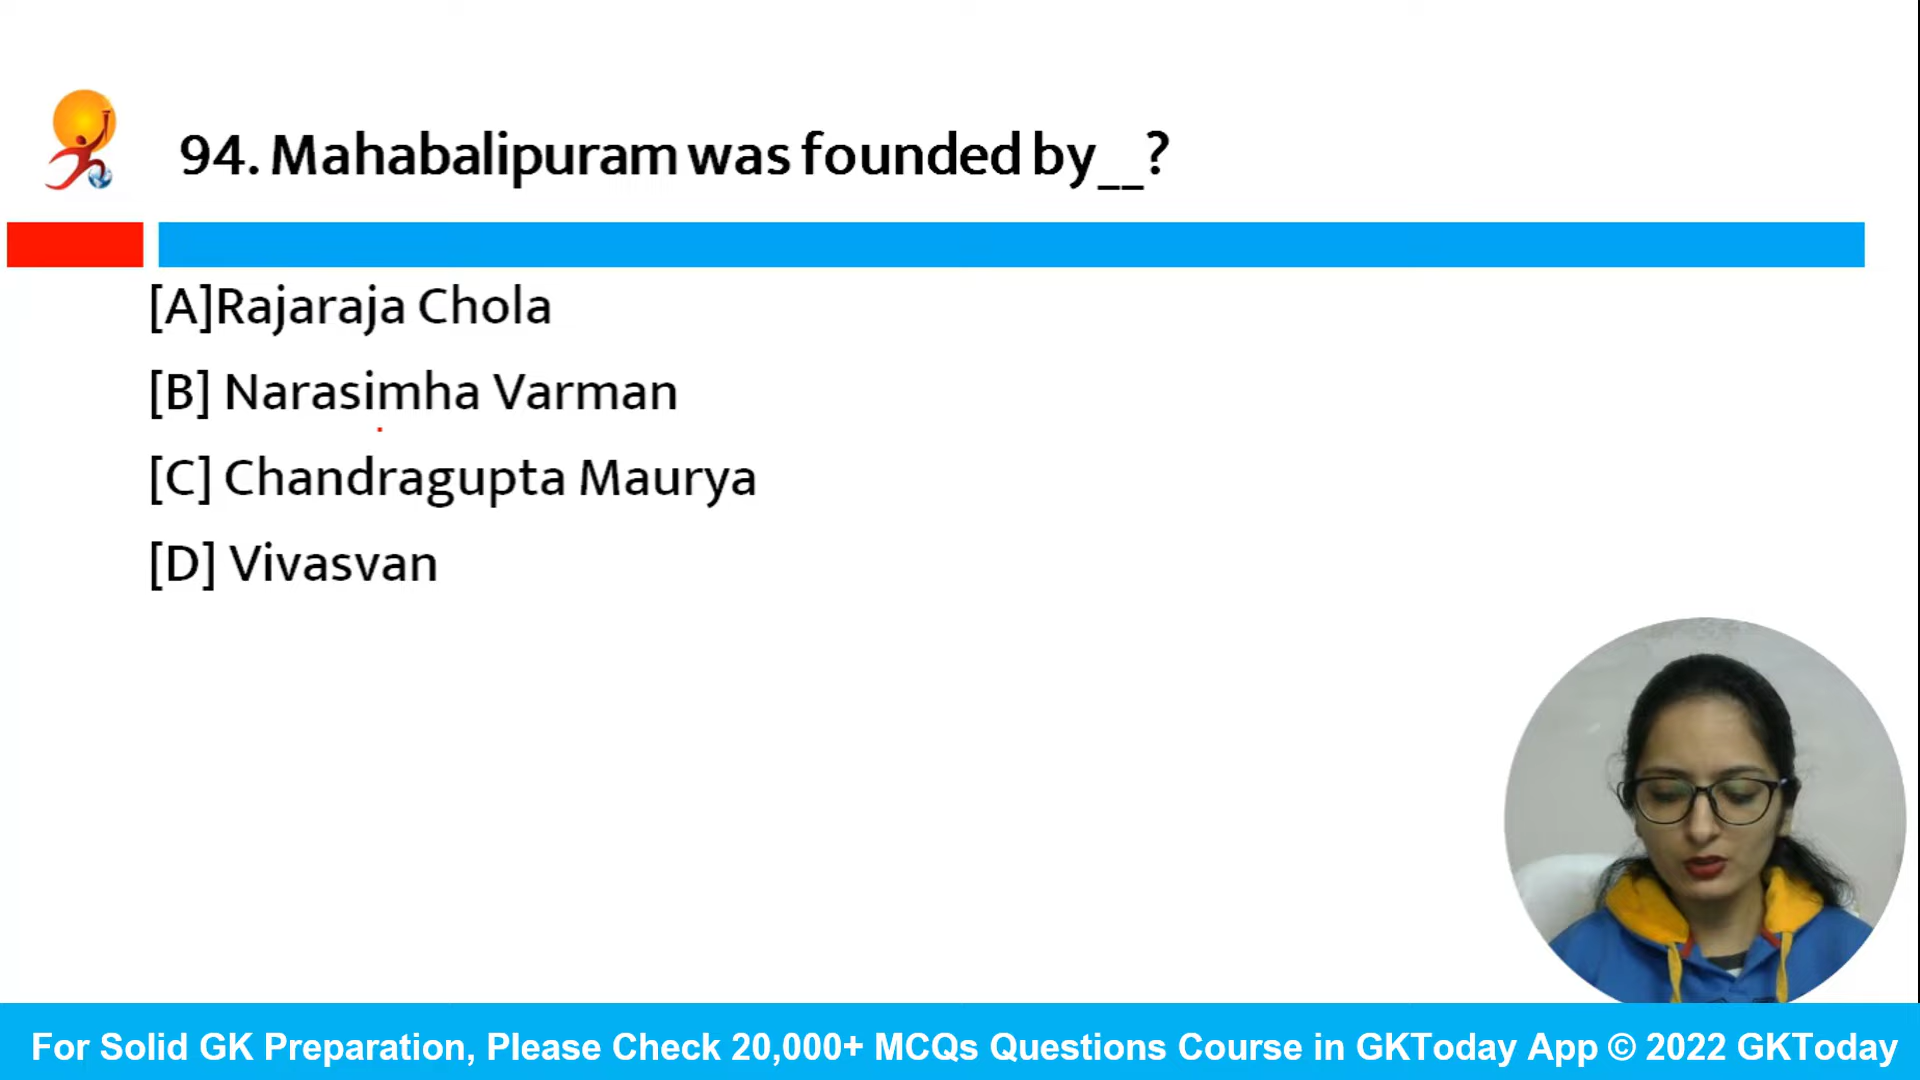 94. Mahabalipuram was founded by__?
[A]Rajaraja Chola
[B] Narasimha Varman
[C] Chandragupta Maurya
[D] Vivasvan
For Solid GK Preparation, Please Check 20,000+ MCQs Questions Course in GKToday App © 2022 GKToday